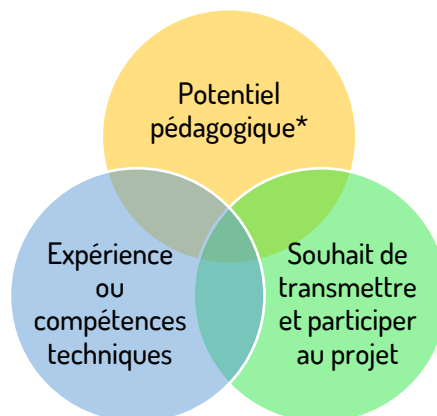 Potentiel
pédagogique*
Expérience
ou
compétences
techniques
Souhait de
transmettre
et participer
au projet